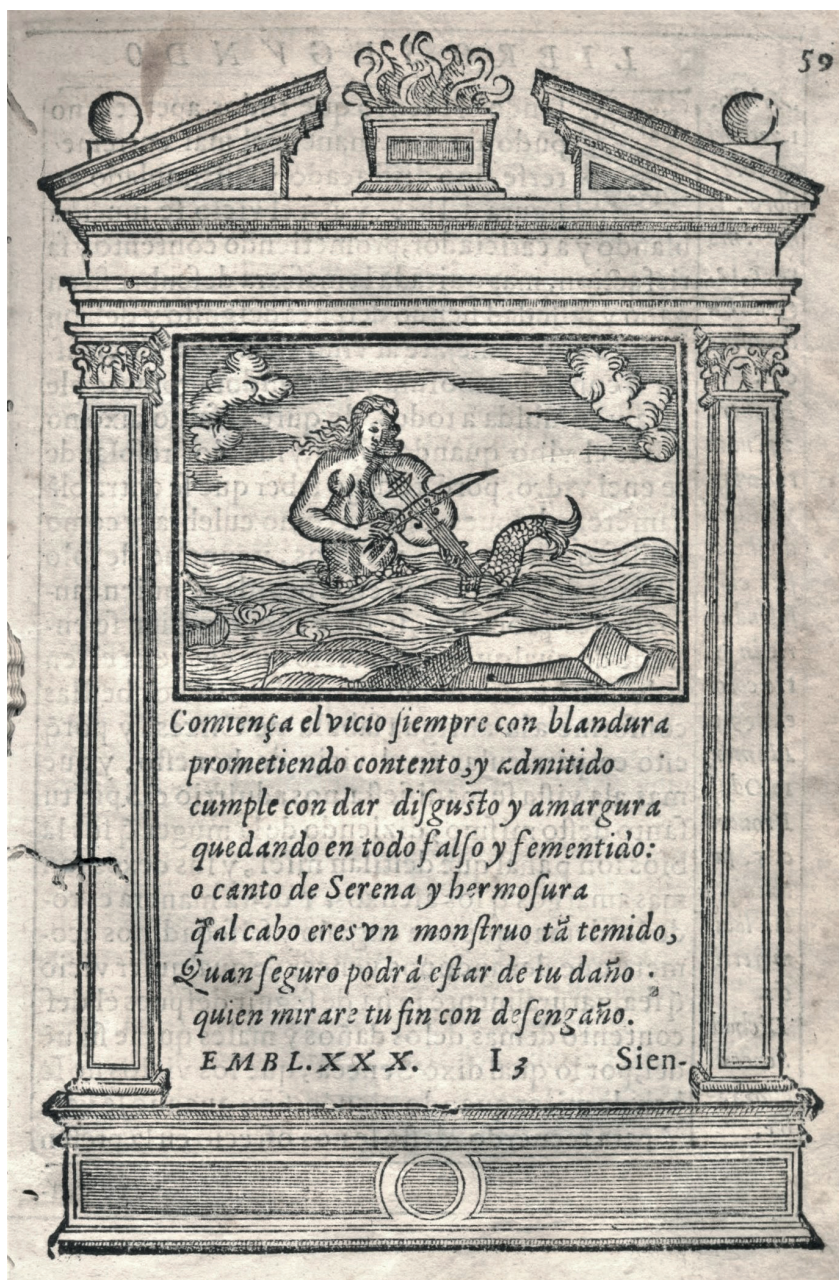 59
Comiença el vicio ſiempre con blandura
prometiendo contento, y admitido
cumple con dar diſguſto y amargura
quedando en todo falſo y fementido:
o canto de Serena y hermoſura
q̃ al cabo eres vn monſtruo tã temido,
Quan ſeguro podrá eſtar de tu daño
quien mirare tu fin con deſengaño.
EMBL. XXX. I 3 Sien-